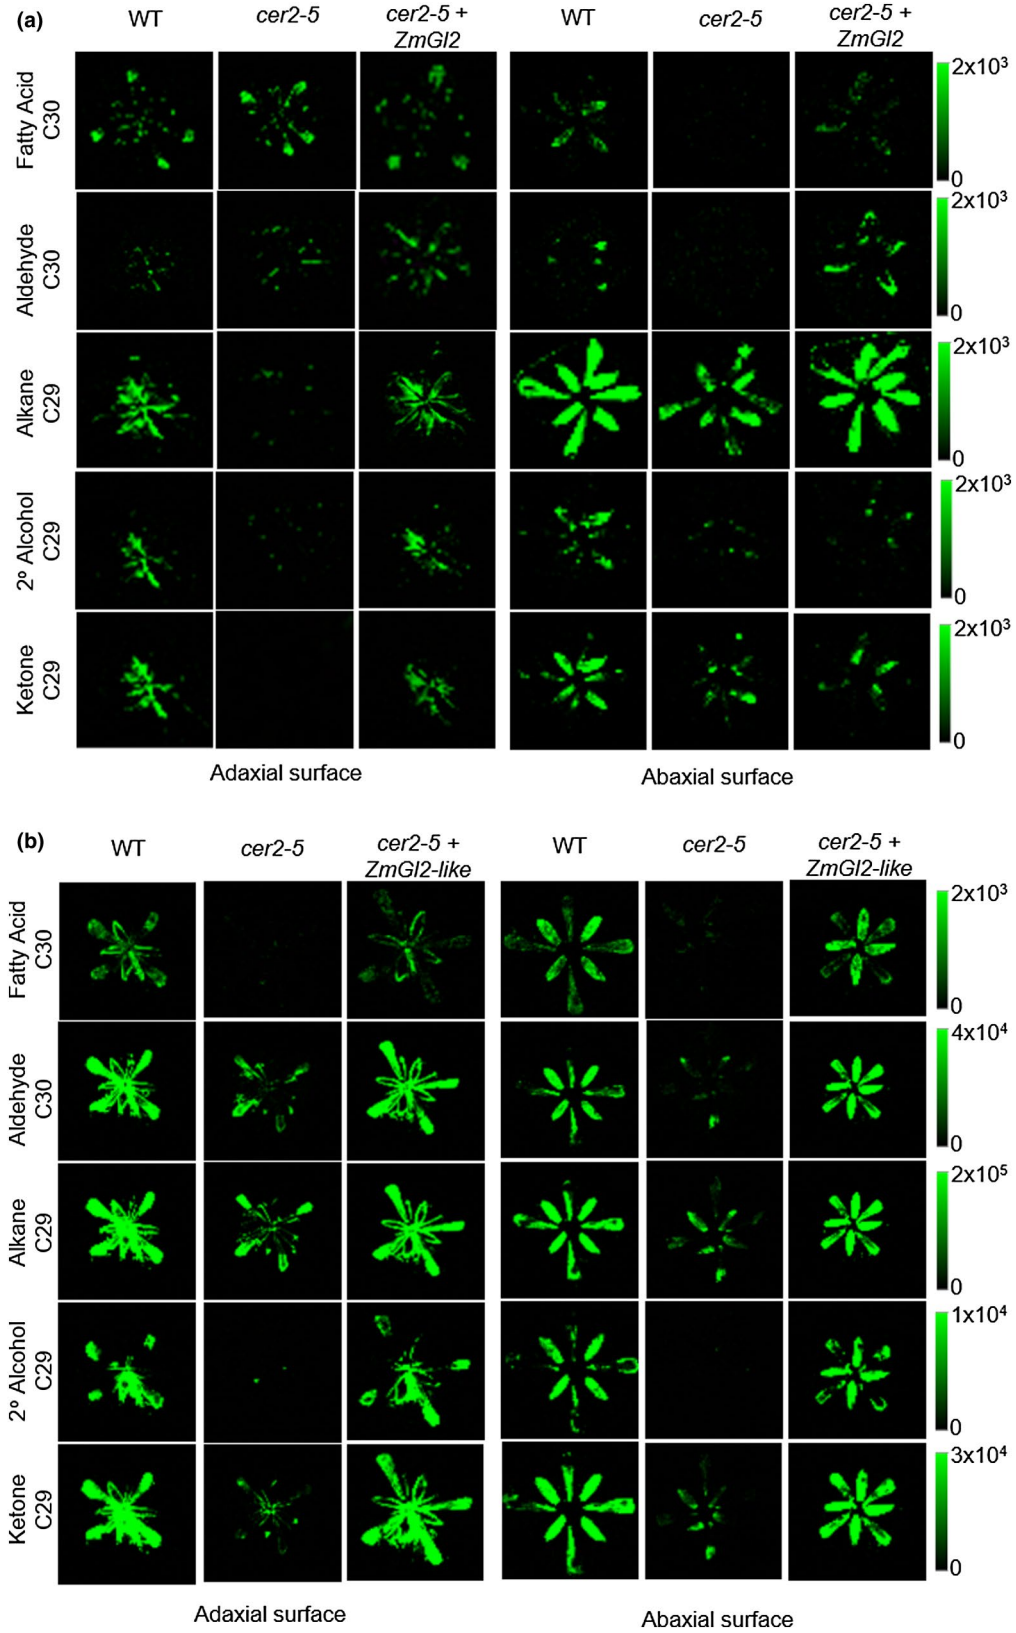 (a)
WT cer2-5 cer2-5 + ZmGl2 WT cer2-5 cer2-5 + ZmGl2
Fatty Acid C30
2x10³
0
Aldehyde C30
2x10³
0
Alkane C29
2x10³
0
2º Alcohol C29
2x10³
0
Ketone C29
2x10³
0
Adaxial surface Abaxial surface
(b)
WT cer2-5 cer2-5 + ZmGl2-like WT cer2-5 cer2-5 + ZmGl2-like
Fatty Acid C30
2x10³
0
Aldehyde C30
4x10⁴
0
Alkane C29
2x10⁵
0
2º Alcohol C29
1x10⁴
0
Ketone C29
3x10⁴
0
Adaxial surface Abaxial surface